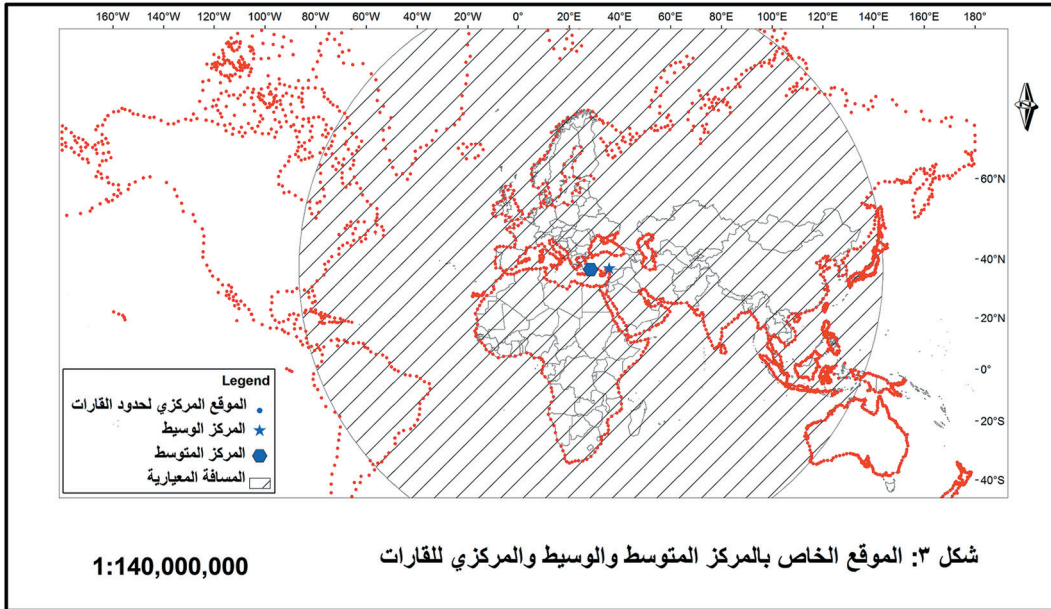 160°W 140°W 120°W 100°W 80°W 60°W 40°W 20°W 0° 20°E 40°E 60°E 80°E 100°E 120°E 140°E 160°E 180°
60°N
40°N
20°N
0°
20°S
40°S
Legend
الموقع المركزي لحدود القارات
المركز الوسيط
المركز المتوسط
المسافة المعيارية
شكل ٣: الموقع الخاص بالمركز المتوسط والوسيط والمركزي للقارات
1:140,000,000